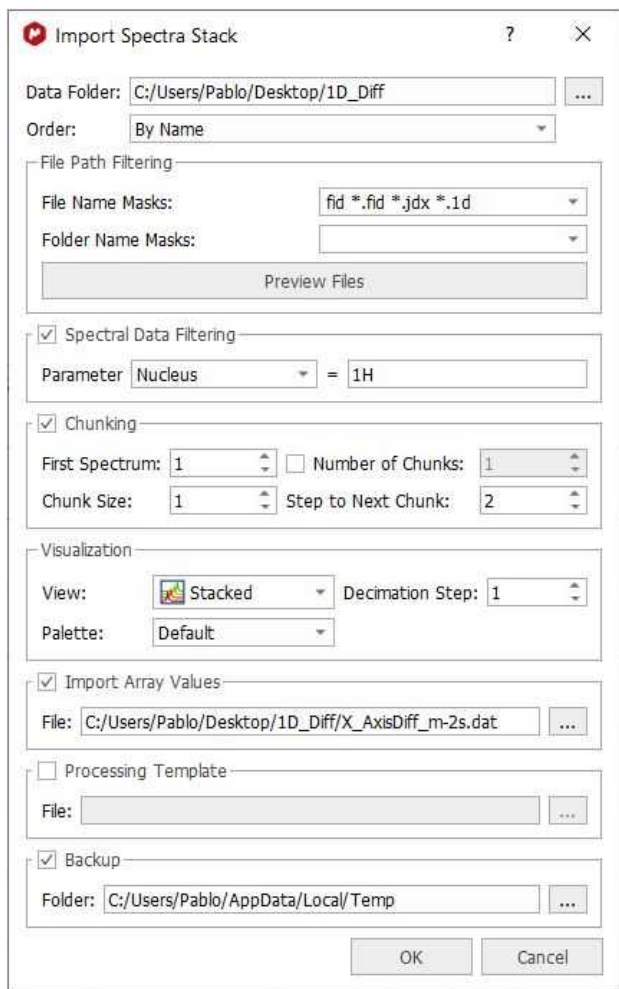 Import Spectra Stack ?
Data Folder: C:/Users/Pablo/Desktop/1D_Diff ...
Order: By Name
File Path Filtering
File Name Masks: fid *.fid *.jdx *.1d
Folder Name Masks:
Preview Files
Spectral Data Filtering
Parameter Nucleus = 1H
Chunking
First Spectrum: 1 Number of Chunks: 1
Chunk Size: 1 Step to Next Chunk: 2
Visualization
View: Stacked Decimation Step: 1
Palette: Default
Import Array Values
File: C:/Users/Pablo/Desktop/1D_Diff/X_AxisDiff_m-2s.dat ...
Processing Template
File: ...
Backup
Folder: C:/Users/Pablo/AppData/Local/Temp ...
OK Cancel